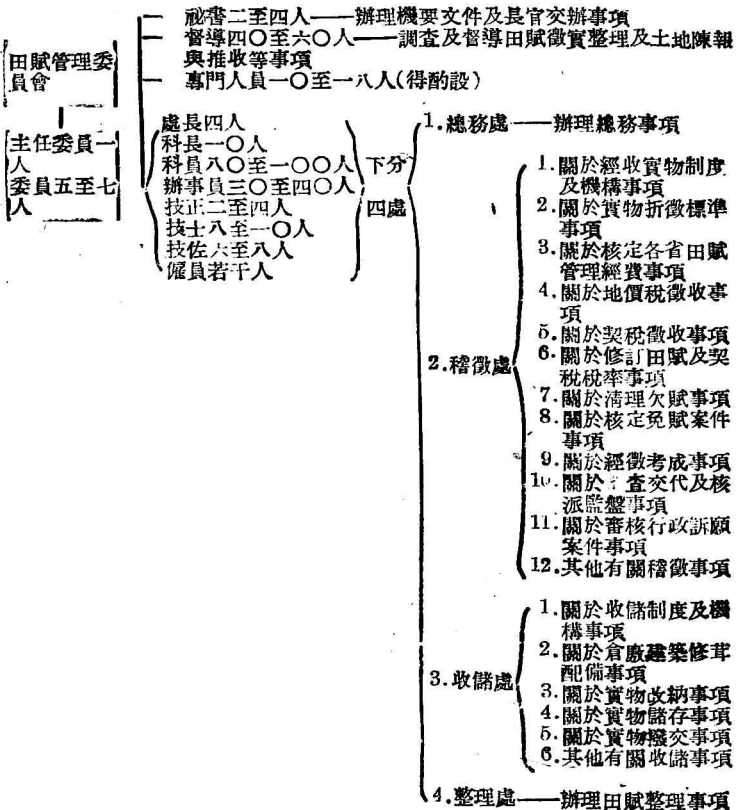 田賦管理委
員會
主任委員一
人
委員五至七
人
祕書二至四人——辦理機要文件及長官交辦事項
督導四〇至六〇人——調查及督導田賦徵實整理及土地陳報
與推收等事項
專門人員一〇至一八人(得酌設)
處長四人
科長一〇人
科員八〇至一〇〇人
辦事員三〇至四〇人
技正二至四人
技士八至一〇人
技佐六至八人
僱員若干人
下分
四處
1.總務處——辦理總務事項
2.稽徵處
1.關於經收實物制度
及機構事項
2.關於實物折徵標準
事項
3.關於核定各省田賦
管理經費事項
4.關於地價稅徵收事
項
5.關於契稅徵收事項
6.關於修訂田賦及契
稅稅率事項
7.關於清理欠賦事項
8.關於核定免賦案件
事項
9.關於經徵考成事項
10.關於查交代及核
派監盤事項
11.關於審核行政訴願
案件事項
12.其他有關稽徵事項
3.收儲處
1.關於收儲制度及機
構事項
2.關於倉廒建築修葺
配備事項
3.關於實物收納事項
4.關於實物儲存事項
5.關於實物撥交事項
6.其他有關收儲事項
4.整理處——辦理田賦整理事項